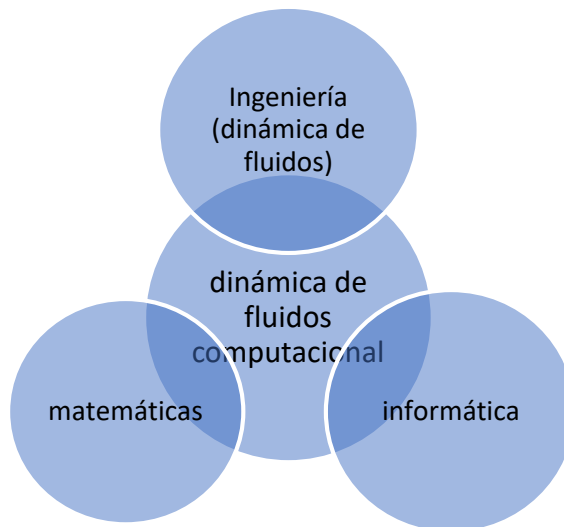 Ingeniería
(dinámica de
fluidos)
dinámica de
fluidos
computacional
matemáticas
informática